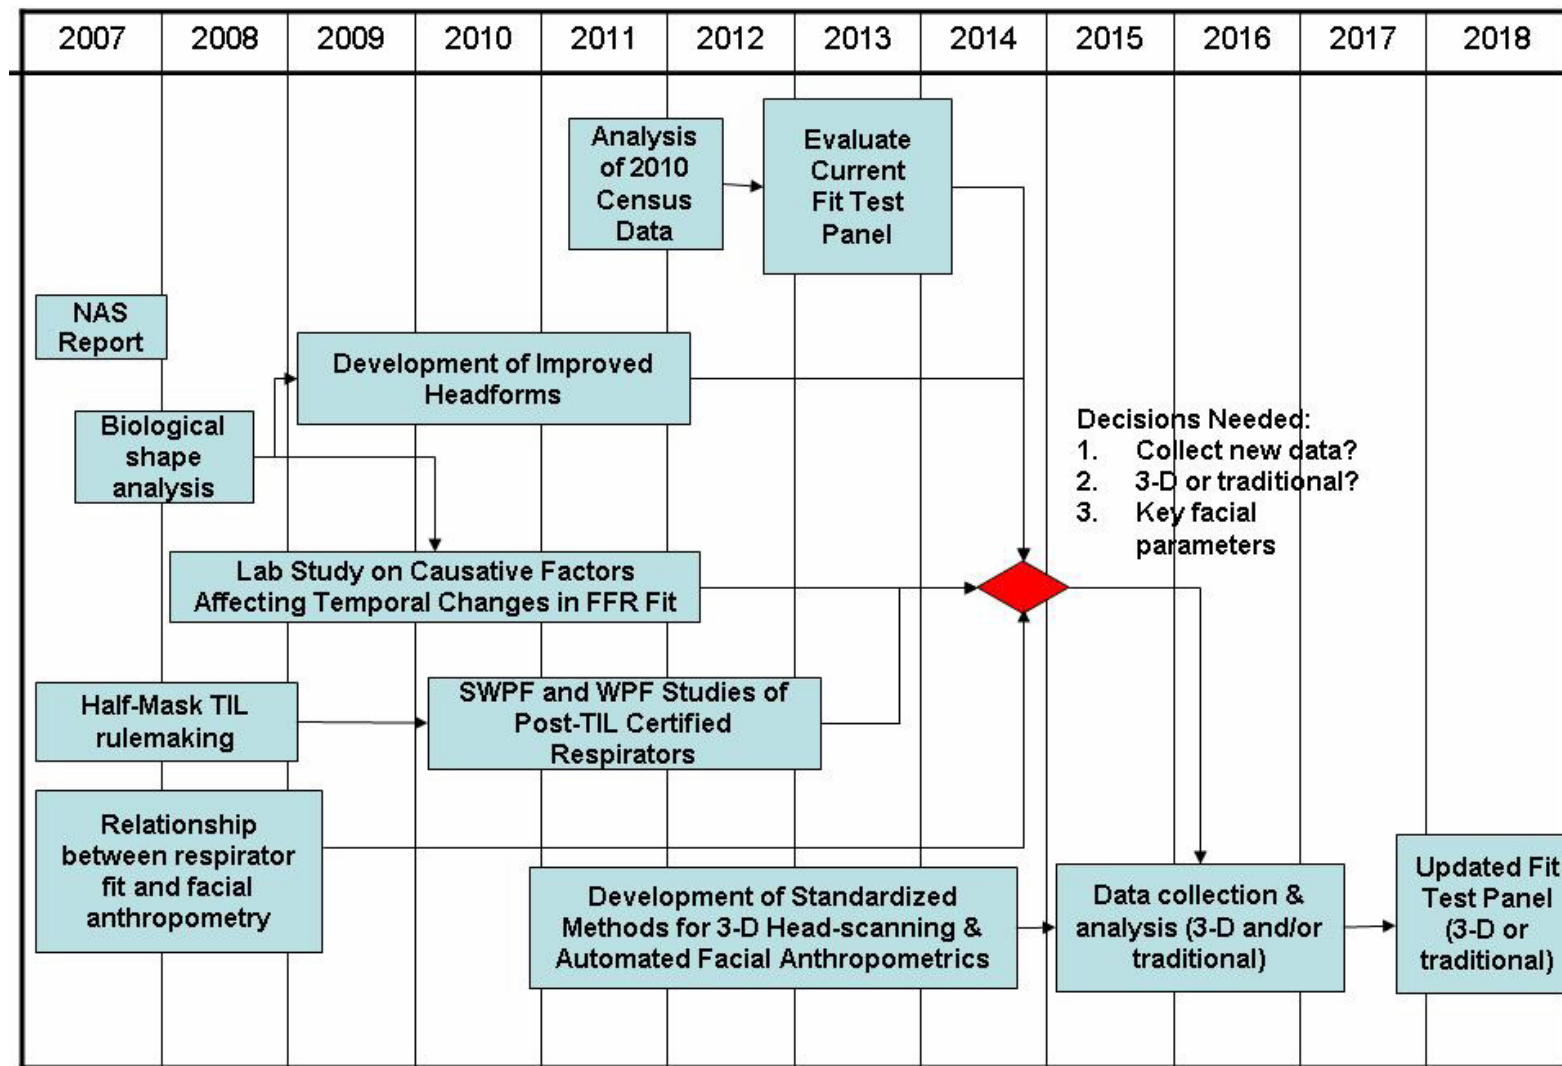 2007 2008 2009 2010 2011 2012 2013 2014 2015 2016 2017 2018
Analysis
of 2010
Census
Data
Evaluate
Current
Fit Test
Panel
NAS
Report
Development of Improved
Headforms
Biological
shape
analysis
Decisions Needed:
1. Collect new data?
2. 3-D or traditional?
3. Key facial
parameters
Lab Study on Causative Factors
Affecting Temporal Changes in FFR Fit
Half-Mask TIL
rulemaking
SWPF and WPF Studies of
Post-TIL Certified
Respirators
Relationship
between respirator
fit and facial
anthropometry
Development of Standardized
Methods for 3-D Head-scanning &
Automated Facial Anthropometrics
Data collection &
analysis (3-D and/or
traditional)
Updated Fit
Test Panel
(3-D or
traditional)